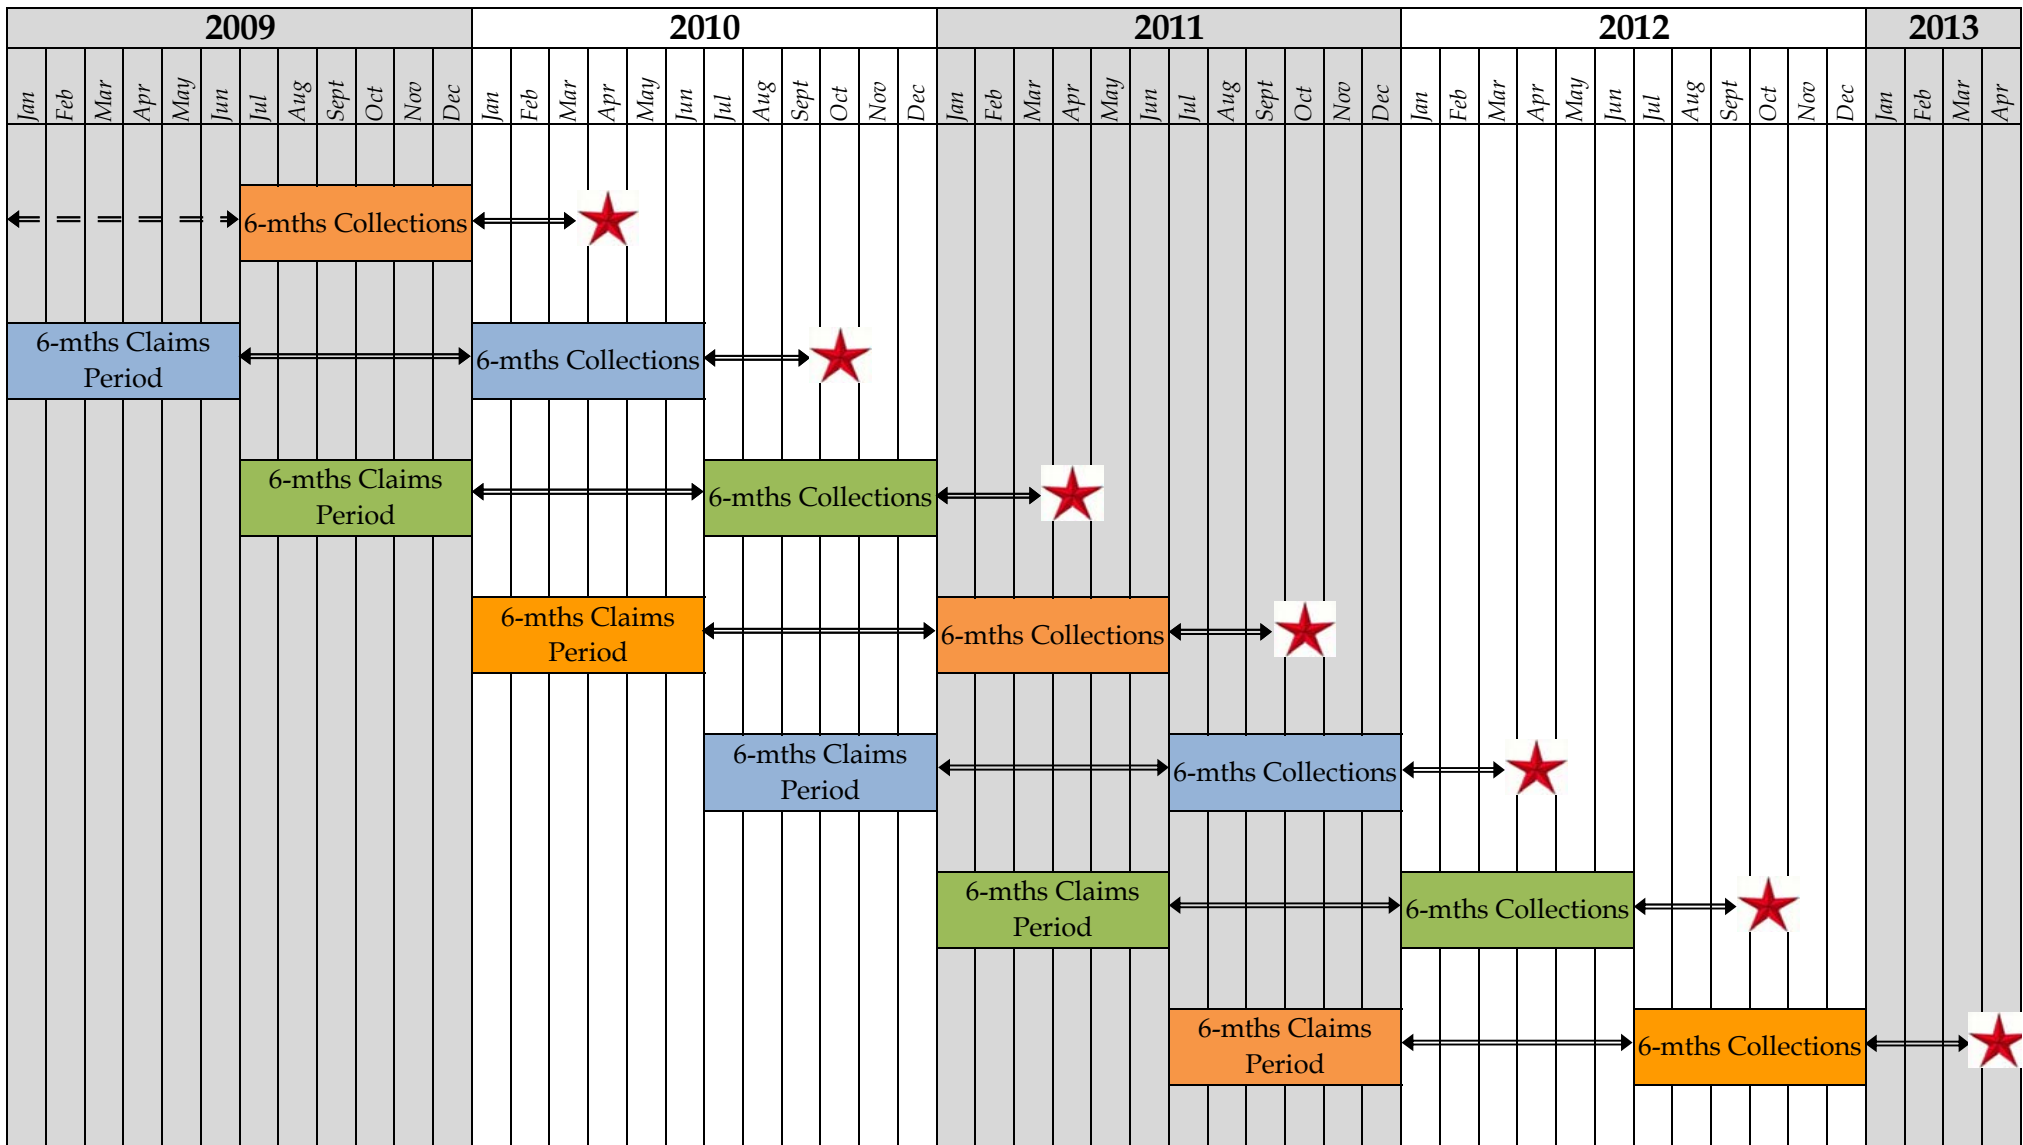 2009 2010 2011 2012 2013
Jan Feb Mar Apr May Jun Jul Aug Sept Oct Nov Dec Jan Feb Mar Apr May Jun Jul Aug Sept Oct Nov Dec Jan Feb Mar Apr May Jun Jul Aug Sept Oct Nov Dec Jan Feb Mar Apr May Jun Jul Aug Sept Oct Nov Dec Jan Feb Mar Apr
6-mths Collections
6-mths Claims
Period
6-mths Collections
6-mths Claims
Period
6-mths Collections
6-mths Claims
Period
6-mths Collections
6-mths Claims
Period
6-mths Collections
6-mths Claims
Period
6-mths Collections
6-mths Claims
Period
6-mths Collections